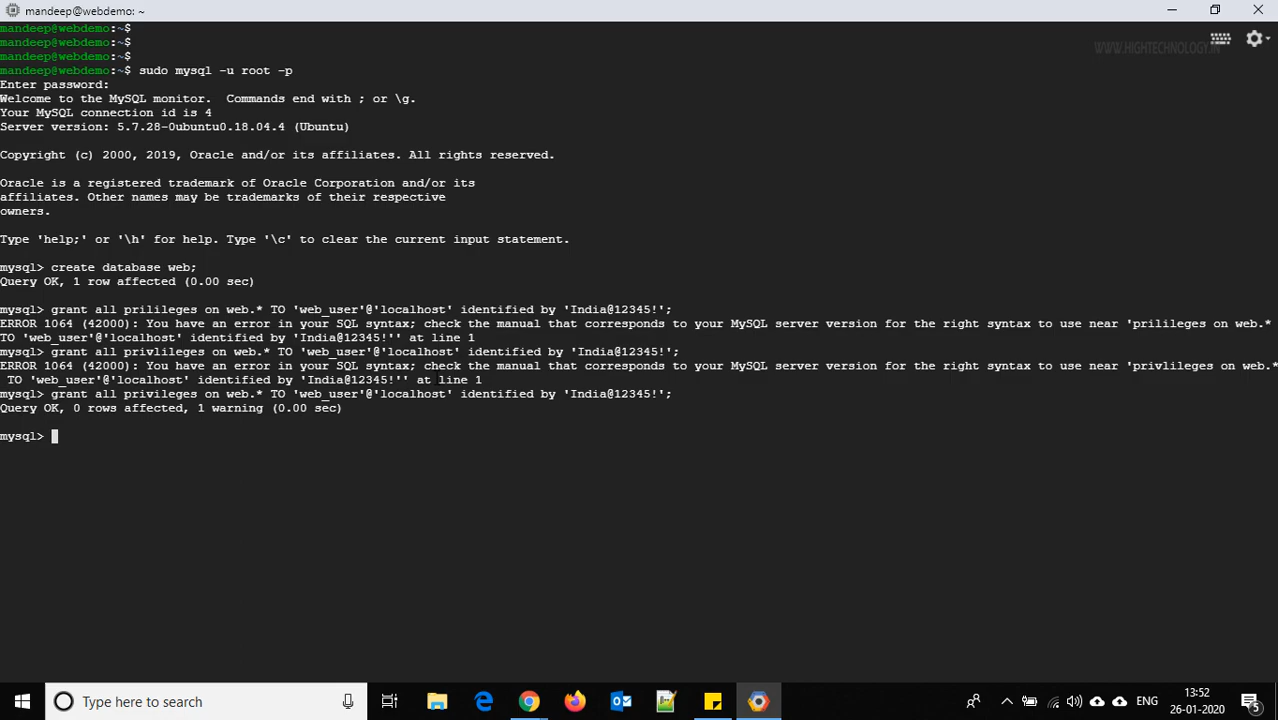 mandeep@webdemo: ~
mandeep@webdemo:~$
mandeep@webdemo:~$
mandeep@webdemo:~$
WWW.HIGHTECHNOLOGY.IN
mandeep@webdemo:~$ sudo mysql -u root -p
Enter password:
Welcome to the MySQL monitor.  Commands end with ; or \g.
Your MySQL connection id is 4
Server version: 5.7.28-0ubuntu0.18.04.4 (Ubuntu)
Copyright (c) 2000, 2019, Oracle and/or its affiliates. All rights reserved.
Oracle is a registered trademark of Oracle Corporation and/or its
affiliates. Other names may be trademarks of their respective
owners.
Type 'help;' or '\h' for help. Type '\c' to clear the current input statement.
mysql> create database web;
Query OK, 1 row affected (0.00 sec)
mysql> grant all prilileges on web.* TO 'web_user'@'localhost' identified by 'India@12345!';
ERROR 1064 (42000): You have an error in your SQL syntax; check the manual that corresponds to your MySQL server version for the right syntax to use near 'prilileges on web.*
TO 'web_user'@'localhost' identified by 'India@12345!'' at line 1
mysql> grant all privlileges on web.* TO 'web_user'@'localhost' identified by 'India@12345!';
ERROR 1064 (42000): You have an error in your SQL syntax; check the manual that corresponds to your MySQL server version for the right syntax to use near 'privlileges on web.*
TO 'web_user'@'localhost' identified by 'India@12345!'' at line 1
mysql> grant all privileges on web.* TO 'web_user'@'localhost' identified by 'India@12345!';
Query OK, 0 rows affected, 1 warning (0.00 sec)
mysql>
Type here to search
ENG
13:52
26-01-2020
5